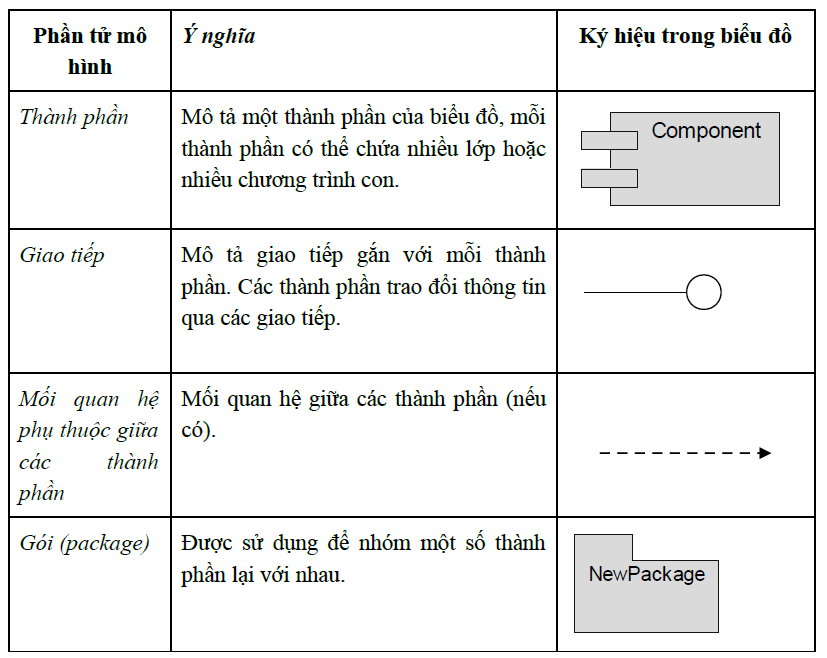 Phần tử mô hình
Ý nghĩa
Ký hiệu trong biểu đồ
Thành phần
Mô tả một thành phần của biểu đồ, mỗi
thành phần có thể chứa nhiều lớp hoặc
nhiều chương trình con.
Component
Giao tiếp
Mô tả giao tiếp gắn với mỗi thành
phần. Các thành phần trao đổi thông tin
qua các giao tiếp.
Mối quan hệ
phụ thuộc giữa
các thành
phần
Mối quan hệ giữa các thành phần (nếu
có).
Gói (package)
Được sử dụng để nhóm một số thành
phần lại với nhau.
NewPackage